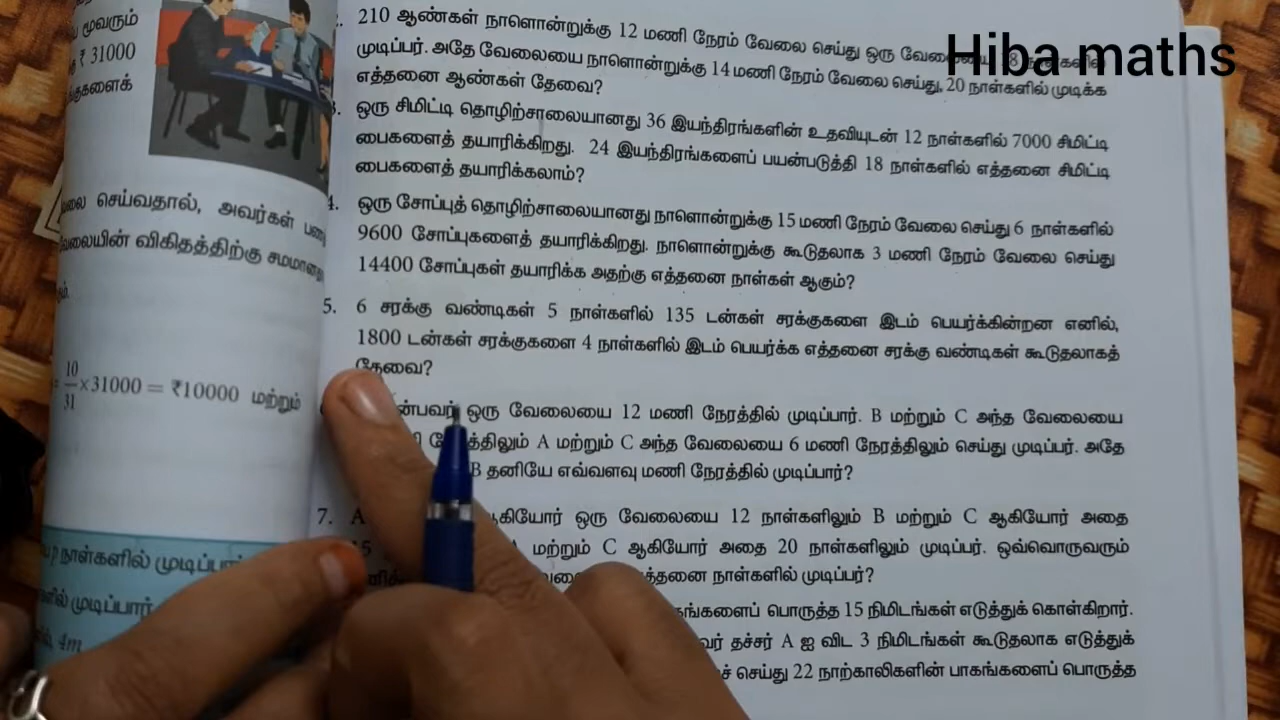 Hiba maths
மூவரும்
₹ 31000
செய்வதால், அவர்கள்
வேலையின் விகிதத்திற்கு
10/31 ×31000 = ₹10000 மற்றும்
p நாள்களில்
முடிப்பார்
4m
210 ஆண்கள் நாளொன்றுக்கு 12 மணி நேரம் வேலை செய்து ஒரு
முடிப்பர். அதே வேலையை நாளொன்றுக்கு 14 மணி நேரம் வேலை செய்து, 20 நாள்களில் முடிக்க
எத்தனை ஆண்கள் தேவை?
ஒரு சிமிட்டி தொழிற்சாலையானது 36 இயந்திரங்களின் உதவியுடன் 12 நாள்களில் 7000 சிமிட்டி
பைகளைத் தயாரிக்கிறது. 24 இயந்திரங்களைப் பயன்படுத்தி 18 நாள்களில் எத்தனை சிமிட்டி
பைகளைத் தயாரிக்கலாம்?
4. ஒரு சோப்புத் தொழிற்சாலையானது நாளொன்றுக்கு 15 மணி நேரம் வேலை செய்து 6 நாள்களில்
9600 சோப்புகளைத் தயாரிக்கிறது. நாளொன்றுக்கு கூடுதலாக 3 மணி நேரம் வேலை செய்து
14400 சோப்புகள் தயாரிக்க அதற்கு எத்தனை நாள்கள் ஆகும்?
5. 6 சரக்கு வண்டிகள் 5 நாள்களில் 135 டன்கள் சரக்குகளை இடம் பெயர்க்கின்றன எனில்,
1800 டன்கள் சரக்குகளை 4 நாள்களில் இடம் பெயர்க்க எத்தனை சரக்கு வண்டிகள் கூடுதலாகத்
தேவை?
ஒரு வேலையை 12 மணி நேரத்தில் முடிப்பார். B மற்றும் C அந்த வேலையை
A மற்றும் C அந்த வேலையை 6 மணி நேரத்திலும் செய்து முடிப்பர். அதே
B தனியே எவ்வளவு மணி நேரத்தில் முடிப்பார்?
7. A ஆகியோர் ஒரு வேலையை 12 நாள்களிலும் B மற்றும் C ஆகியோர் அதை
மற்றும் C ஆகியோர் அதை 20 நாள்களிலும் முடிப்பர். ஒவ்வொருவரும்
நாள்களில் முடிப்பர்?
பொருத்த 15 நிமிடங்கள் எடுத்துக் கொள்கிறார்.
தச்சர் A ஐ விட 3 நிமிடங்கள் கூடுதலாக எடுத்துக்
செய்து 22 நாற்காலிகளின் பாகங்களைப் பொருத்த